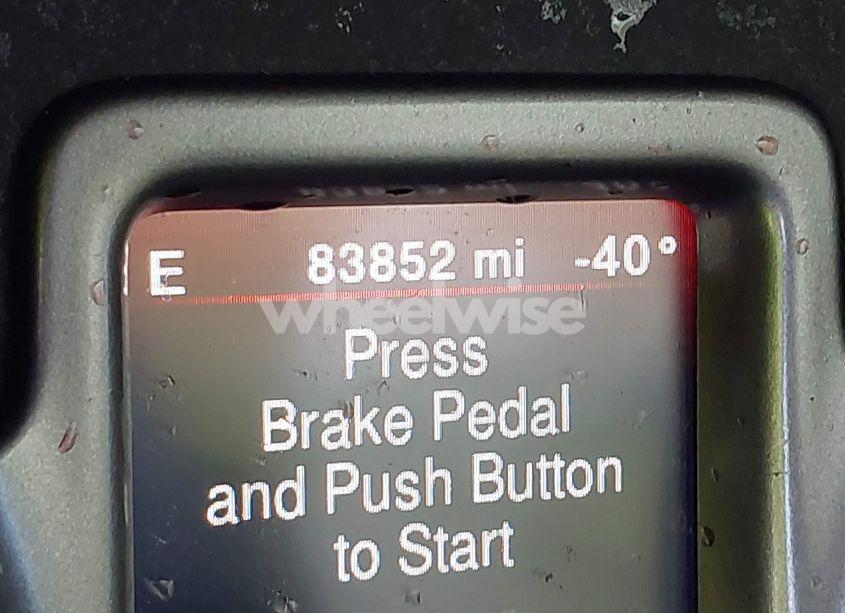 E 83852 mi -40°
wheelwise
Press
Brake Pedal
and Push Button
to Start